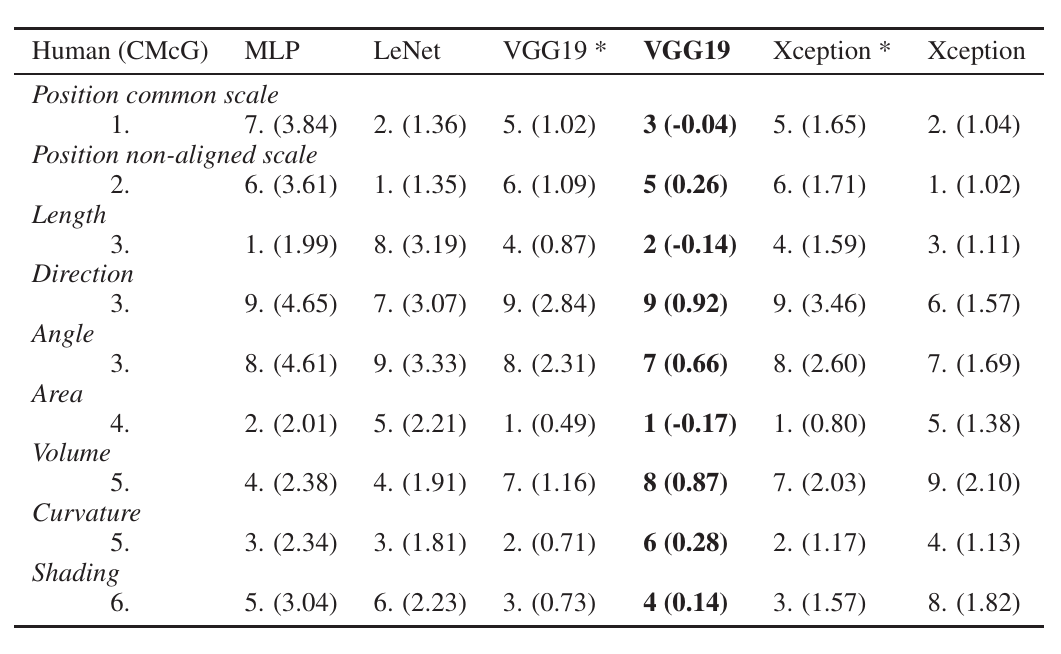 Human (CMcG) MLP LeNet VGG19 * VGG19 Xception * Xception
Position common scale
1. 7. (3.84) 2. (1.36) 5. (1.02) 3 (-0.04) 5. (1.65) 2. (1.04)
Position non-aligned scale
2. 6. (3.61) 1. (1.35) 6. (1.09) 5 (0.26) 6. (1.71) 1. (1.02)
Length
3. 1. (1.99) 8. (3.19) 4. (0.87) 2 (-0.14) 4. (1.59) 3. (1.11)
Direction
3. 9. (4.65) 7. (3.07) 9. (2.84) 9 (0.92) 9. (3.46) 6. (1.57)
Angle
3. 8. (4.61) 9. (3.33) 8. (2.31) 7 (0.66) 8. (2.60) 7. (1.69)
Area
4. 2. (2.01) 5. (2.21) 1. (0.49) 1 (-0.17) 1. (0.80) 5. (1.38)
Volume
5. 4. (2.38) 4. (1.91) 7. (1.16) 8 (0.87) 7. (2.03) 9. (2.10)
Curvature
5. 3. (2.34) 3. (1.81) 2. (0.71) 6 (0.28) 2. (1.17) 4. (1.13)
Shading
6. 5. (3.04) 6. (2.23) 3. (0.73) 4 (0.14) 3. (1.57) 8. (1.82)